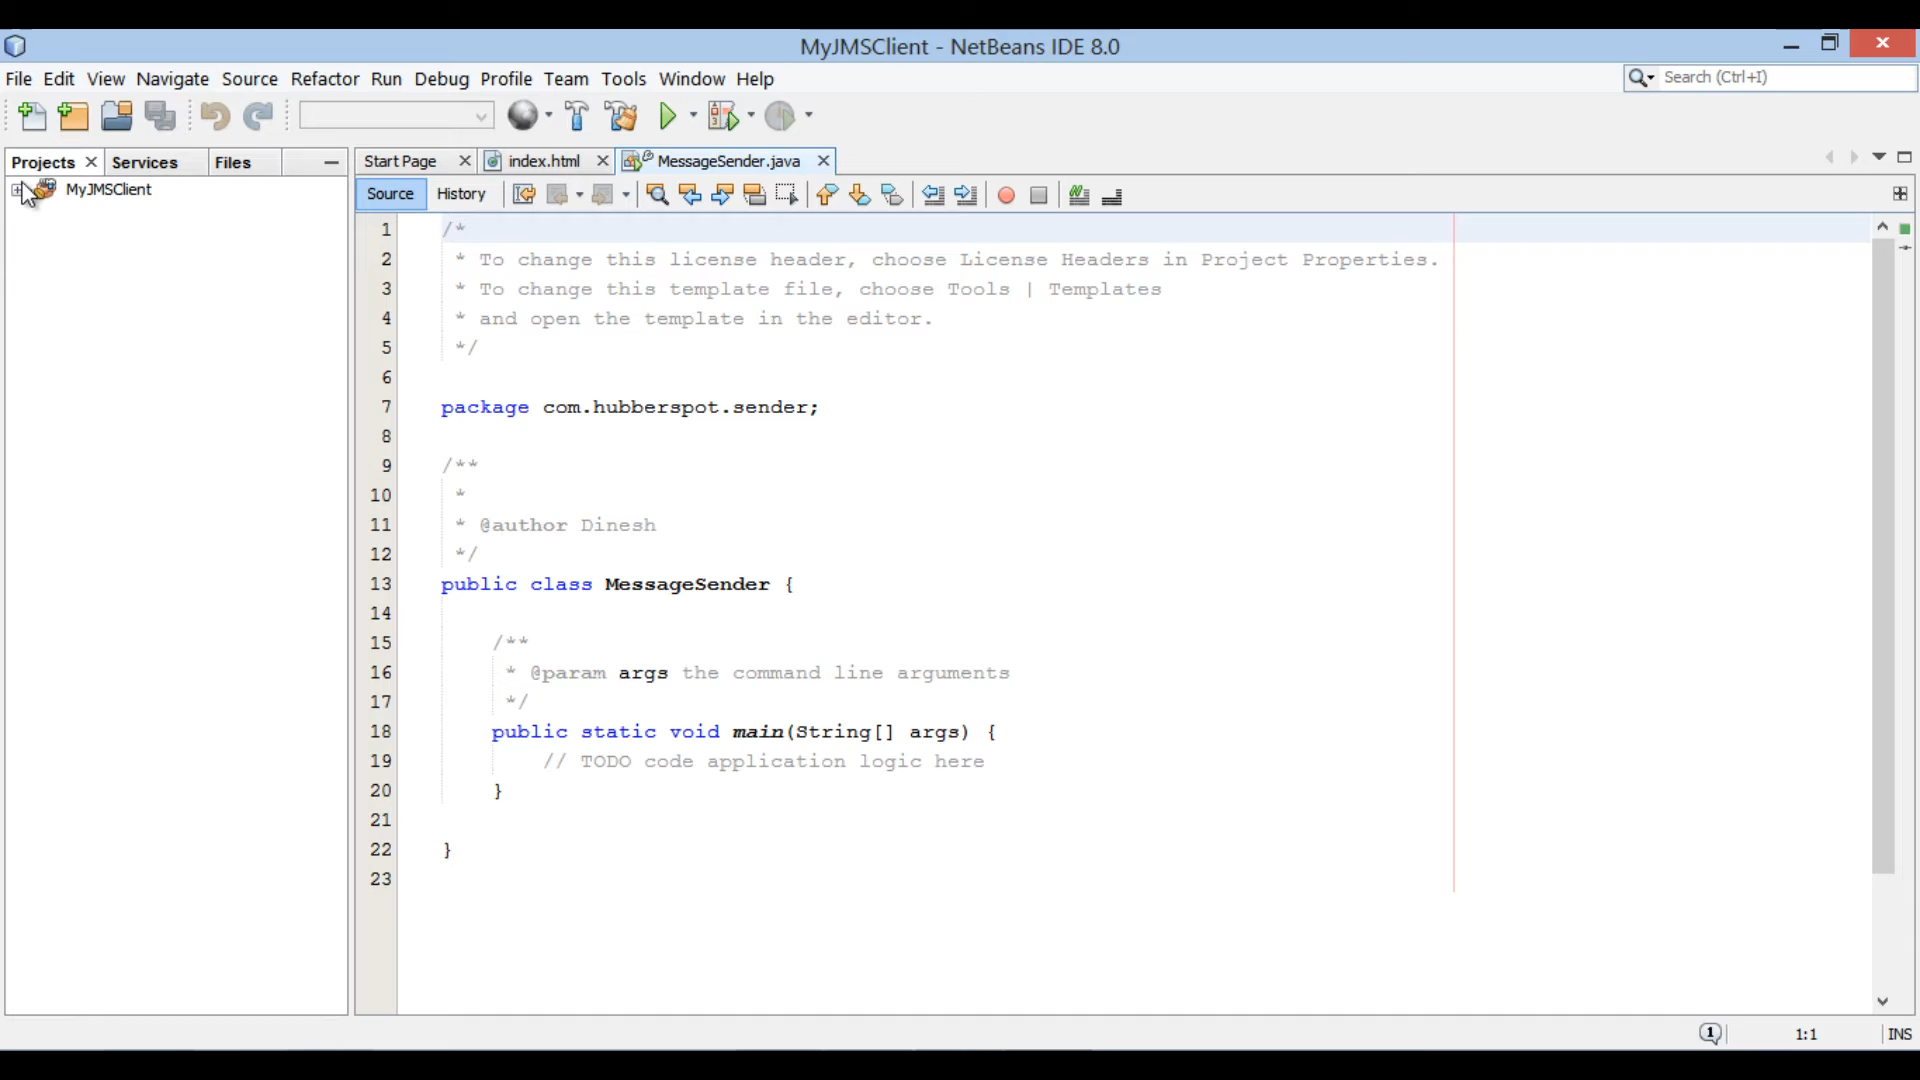 MyJMSClient - NetBeans IDE 8.0
File Edit View Navigate Source Refactor Run Debug Profile Team Tools Window Help
Search (Ctrl+I)
Projects Services Files
MyJMSClient
Start Page index.html MessageSender.java
Source History
1 /*
2 * To change this license header, choose License Headers in Project Properties.
3 * To change this template file, choose Tools | Templates
4 * and open the template in the editor.
5 */
6
7 package com.hubberspot.sender;
8
9 /**
10 *
11 * @author Dinesh
12 */
13 public class MessageSender {
14
15 /**
16 * @param args the command line arguments
17 */
18 public static void main(String[] args) {
19 // TODO code application logic here
20 }
21
22 }
23
1 1:1 INS